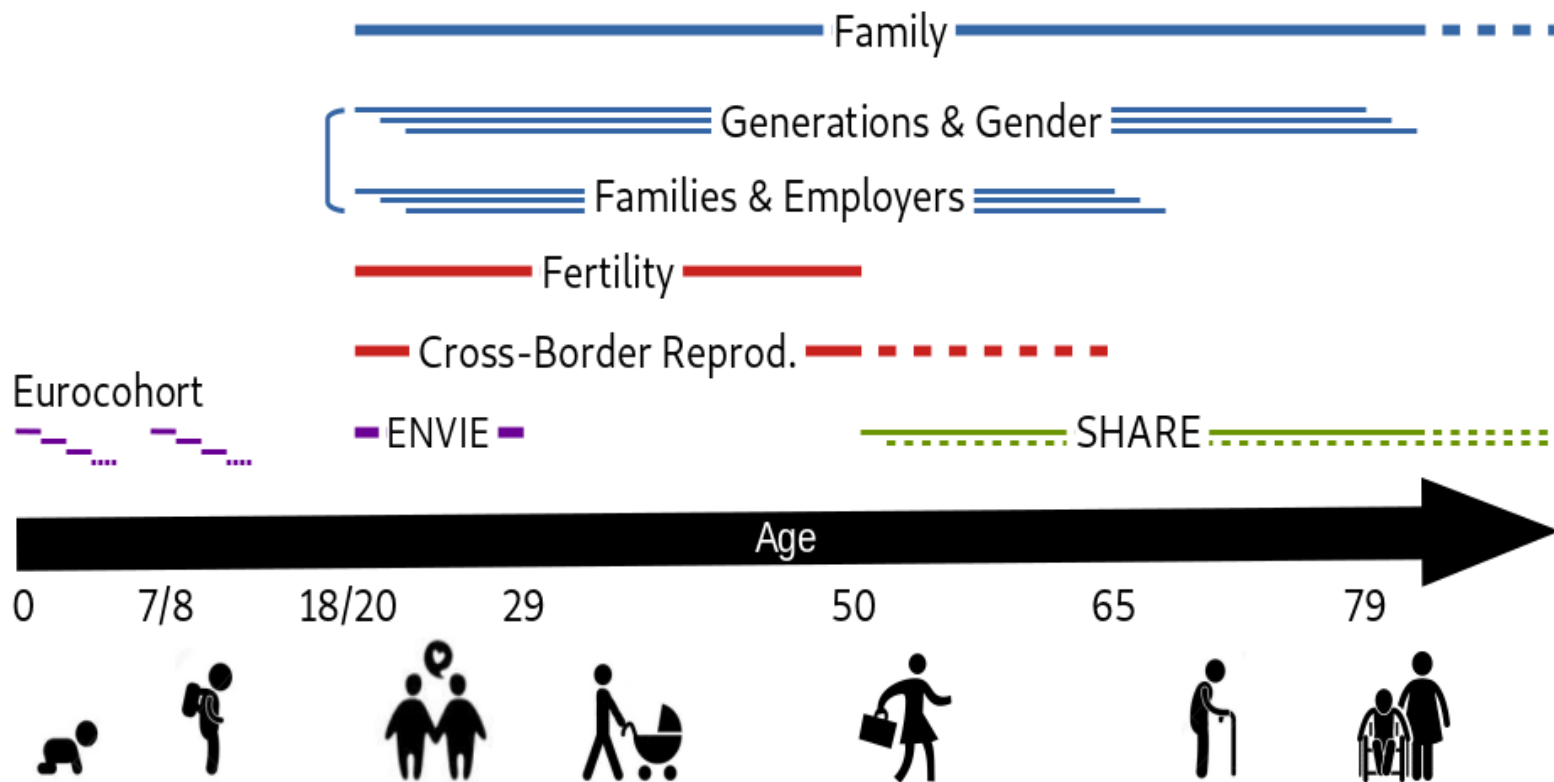 Family
Generations & Gender
Families & Employers
Fertility
Cross-Border Reprod.
Eurocohort
ENVIE
SHARE
Age
0 7/8 18/20 29 50 65 79